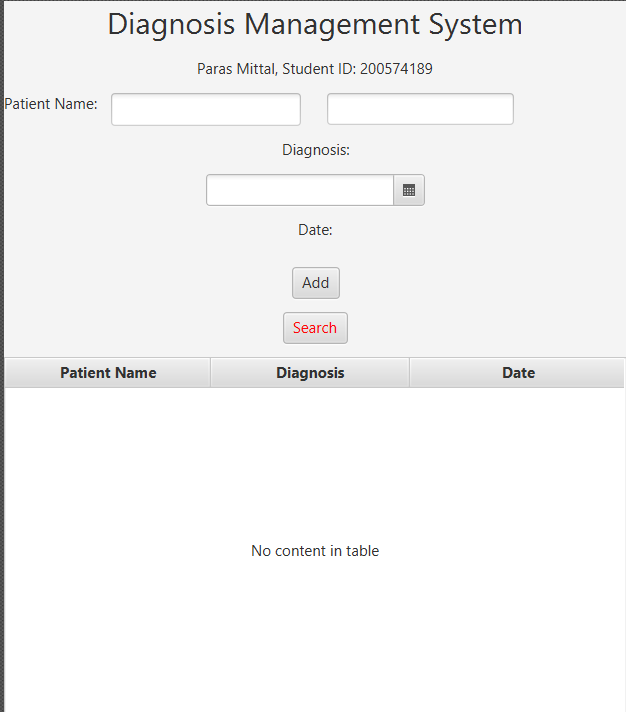 Diagnosis Management System
Paras Mittal, Student ID: 200574189
Patient Name:
Diagnosis:
Date:
Add
Search
Patient Name Diagnosis Date
No content in table